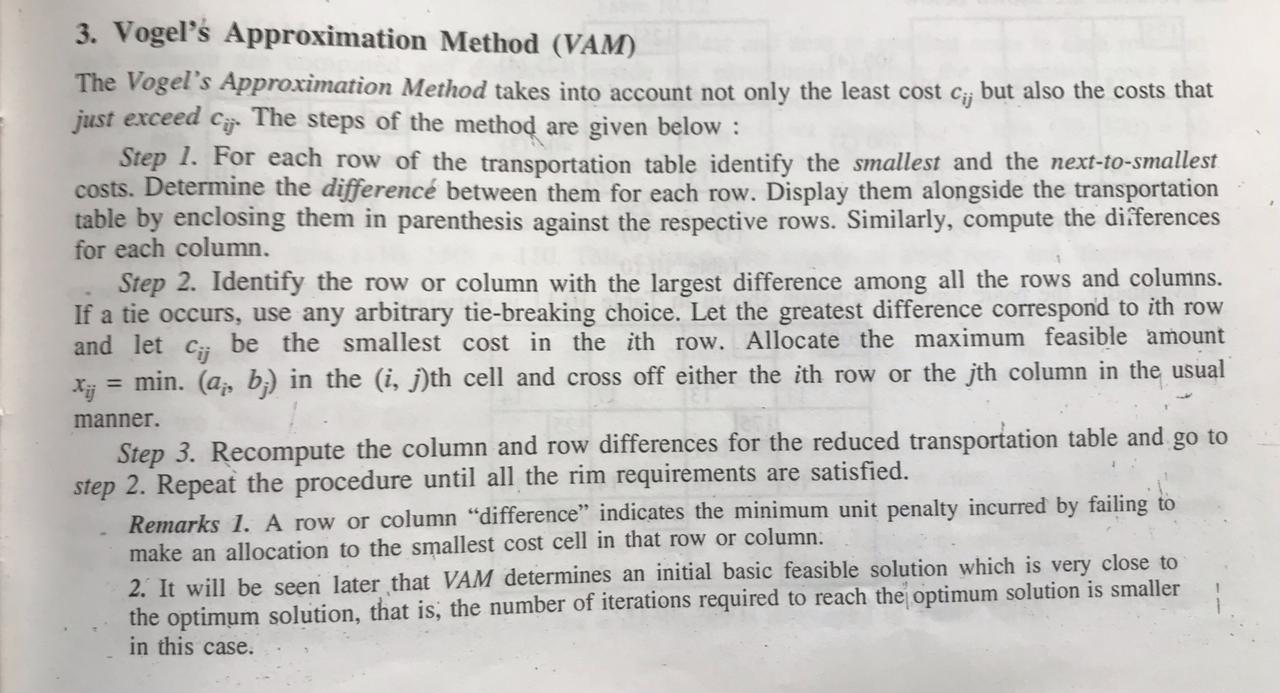 3. Vogel's Approximation Method (VAM)
The Vogel's Approximation Method takes into account not only the least cost cij but also the costs that
just exceed cij. The steps of the method are given below :
Step 1. For each row of the transportation table identify the smallest and the next-to-smallest
costs. Determine the difference between them for each row. Display them alongside the transportation
table by enclosing them in parenthesis against the respective rows. Similarly, compute the differences
for each column.
Step 2. Identify the row or column with the largest difference among all the rows and columns.
If a tie occurs, use any arbitrary tie-breaking choice. Let the greatest difference correspond to ith row
and let cij be the smallest cost in the ith row. Allocate the maximum feasible amount
xij = min. (ai, bj) in the (i, j)th cell and cross off either the ith row or the jth column in the usual
manner.
Step 3. Recompute the column and row differences for the reduced transportation table and go to
step 2. Repeat the procedure until all the rim requirements are satisfied.
Remarks 1. A row or column “difference” indicates the minimum unit penalty incurred by failing to
make an allocation to the smallest cost cell in that row or column.
2. It will be seen later that VAM determines an initial basic feasible solution which is very close to
the optimum solution, that is, the number of iterations required to reach the optimum solution is smaller
in this case.